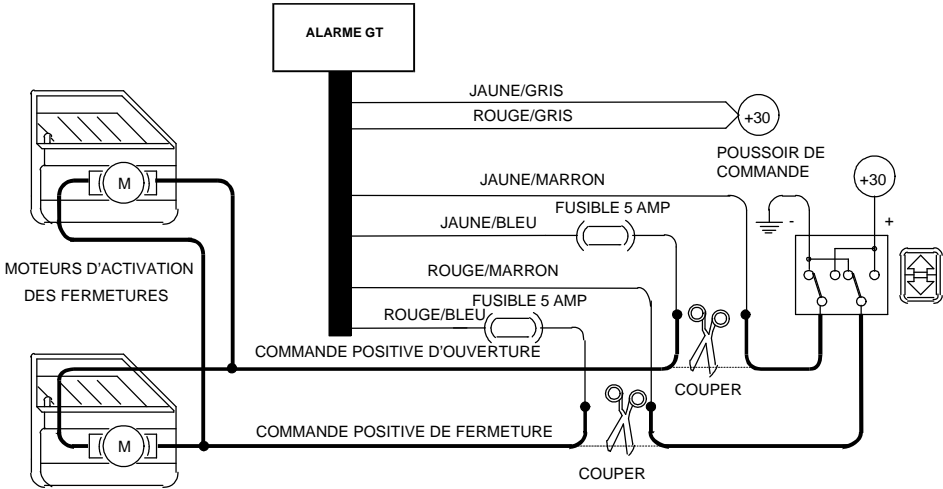 ALARME GT
JAUNE/GRIS
ROUGE/GRIS
+30
POUSSOIR DE
COMMANDE
+30
JAUNE/MARRON
FUSIBLE 5 AMP
JAUNE/BLEU
-
+
M
MOTEURS D'ACTIVATION
DES FERMETURES
ROUGE/MARRON
FUSIBLE 5 AMP
ROUGE/BLEU
COMMANDE POSITIVE D'OUVERTURE
COUPER
COMMANDE POSITIVE DE FERMETURE
M
COUPER